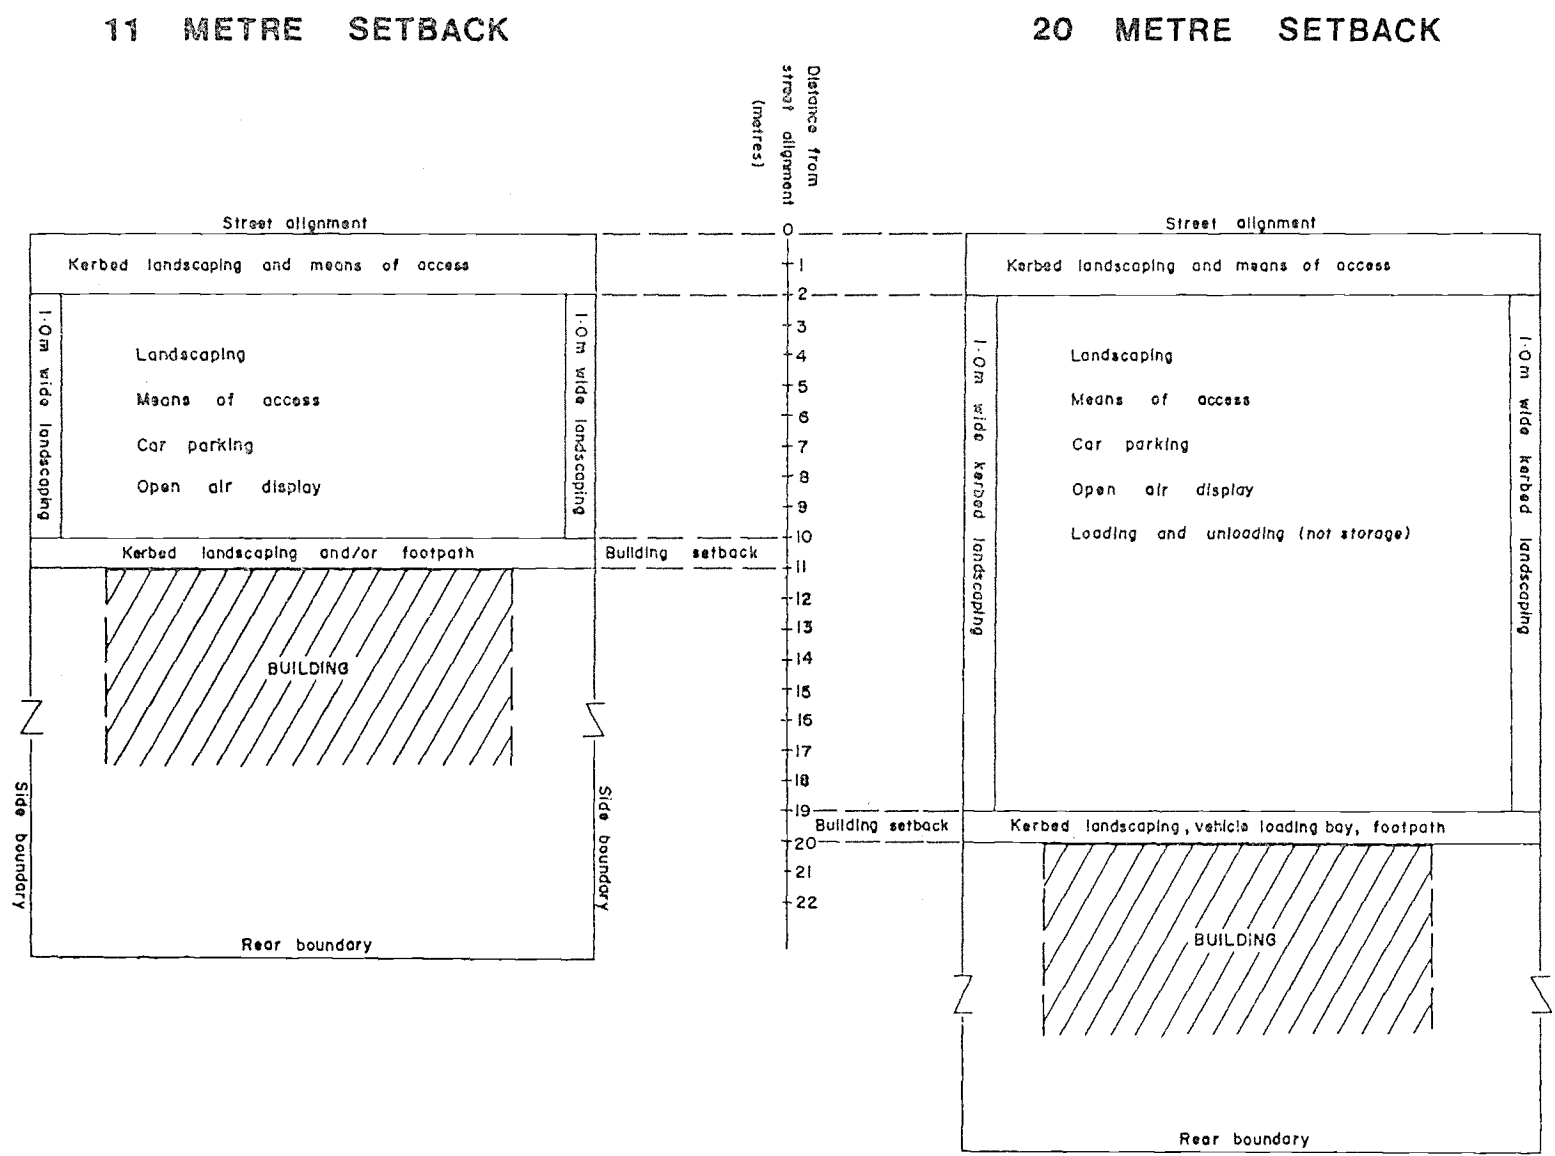 11 METRE SETBACK
20 METRE SETBACK
Distance from
street alignment
(metres)
Street alignment
Kerbed landscaping and means of access
1·0m wide landscaping
1·0m wide landscaping
Landscaping
Means of access
Car parking
Open air display
Kerbed landscaping and/or footpath
Building setback
BUILDING
Side boundary
Side boundary
Rear boundary
0
1
2
3
4
5
6
7
8
9
10
11
12
13
14
15
16
17
18
19
20
21
22
Street alignment
Kerbed landscaping and means of access
1·0m wide kerbed landscaping
1·0m wide kerbed landscaping
Landscaping
Means of access
Car parking
Open air display
Loading and unloading (not storage)
Building setback
Kerbed landscaping, vehicle loading bay, footpath
BUILDING
Rear boundary